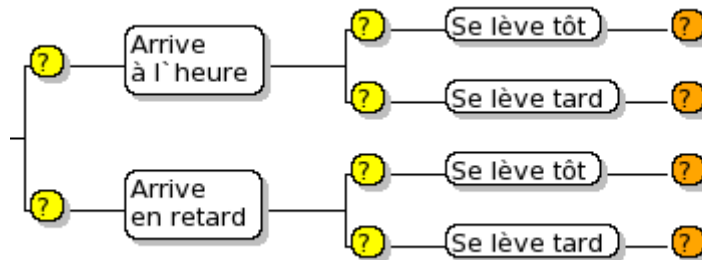 ? Se lève tôt ?
? Arrive
à l`heure
? Se lève tard ?
? Se lève tôt ?
? Arrive
en retard
? Se lève tard ?